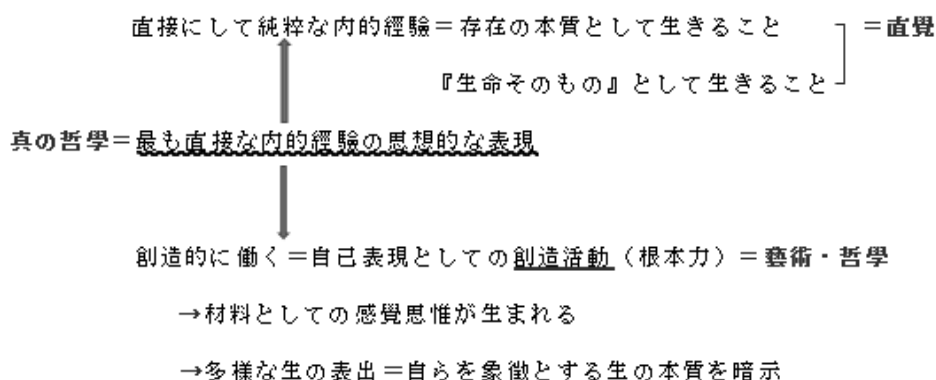 直接にして純粋な内的經驗＝存在の本質として生きること ＝直覺
『生命そのもの』として生きること
真の哲學＝最も直接な内的經驗の思想的な表現
創造的に働く＝自己表現としての創造活動（根本力）＝藝術・哲學
→材料としての感覺思惟が生まれる
→多様な生の表出＝自らを象徴とする生の本質を暗示